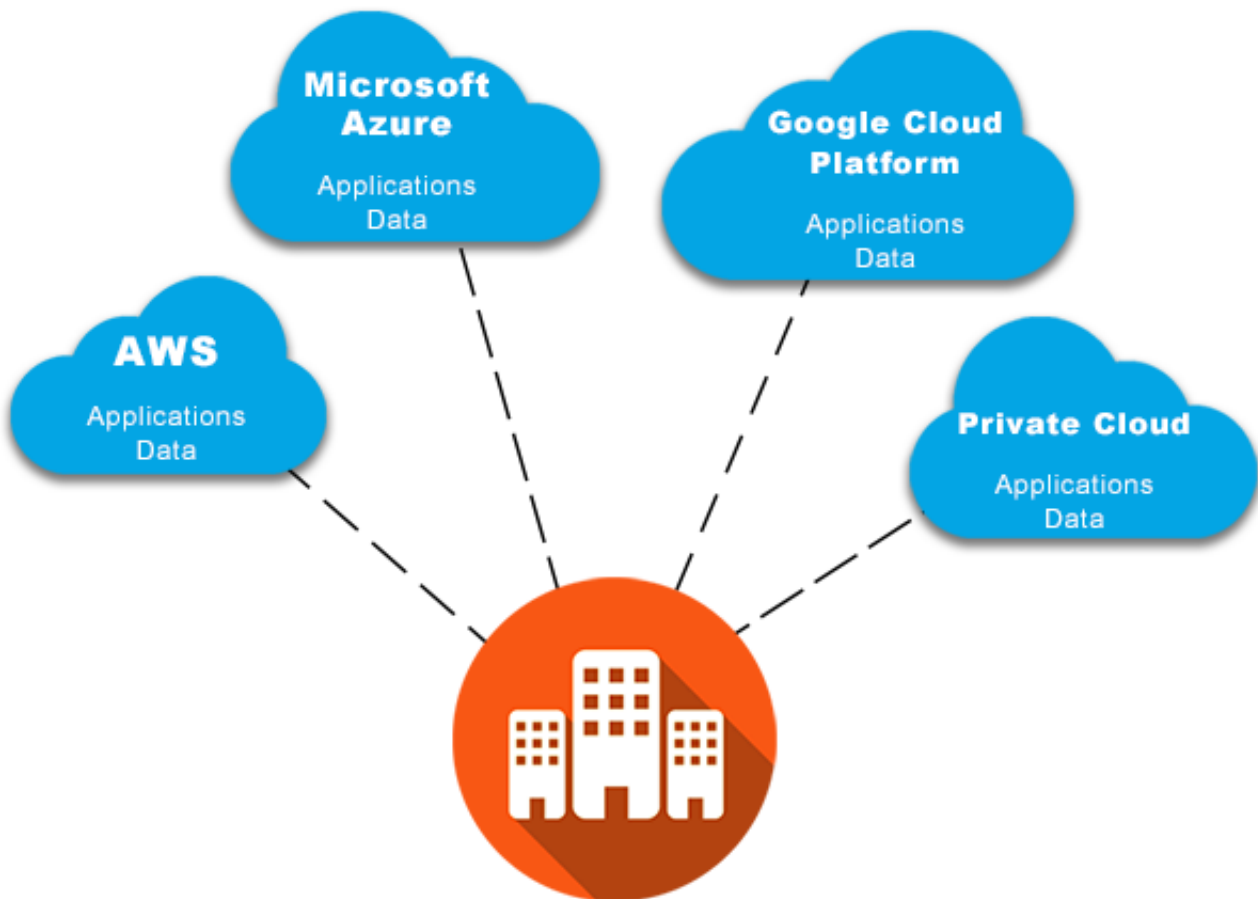 Microsoft
Azure
Applications
Data
Google Cloud
Platform
Applications
Data
AWS
Applications
Data
Private Cloud
Applications
Data